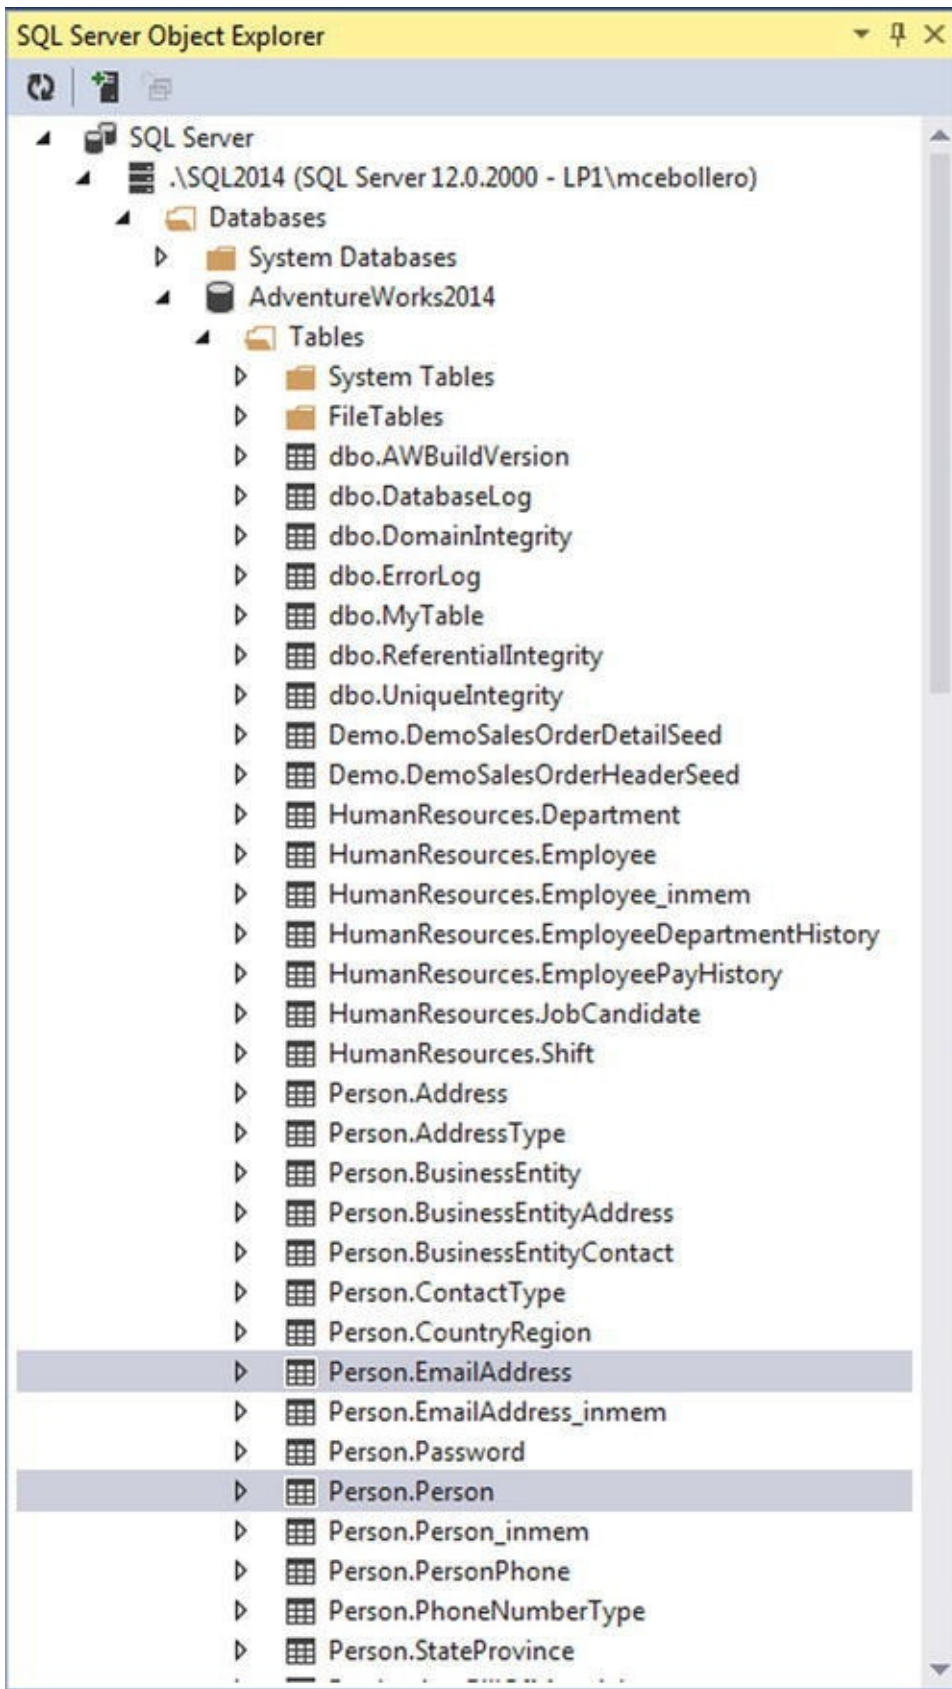 SQL Server Object Explorer
SQL Server
.\SQL2014 (SQL Server 12.0.2000 - LP1\mcebollero)
Databases
System Databases
AdventureWorks2014
Tables
System Tables
FileTables
dbo.AWBuildVersion
dbo.DatabaseLog
dbo.DomainIntegrity
dbo.ErrorLog
dbo.MyTable
dbo.ReferentialIntegrity
dbo.UniqueIntegrity
Demo.DemoSalesOrderDetailSeed
Demo.DemoSalesOrderHeaderSeed
HumanResources.Department
HumanResources.Employee
HumanResources.Employee_inmem
HumanResources.EmployeeDepartmentHistory
HumanResources.EmployeePayHistory
HumanResources.JobCandidate
HumanResources.Shift
Person.Address
Person.AddressType
Person.BusinessEntity
Person.BusinessEntityAddress
Person.BusinessEntityContact
Person.ContactType
Person.CountryRegion
Person.EmailAddress
Person.EmailAddress_inmem
Person.Password
Person.Person
Person.Person_inmem
Person.PersonPhone
Person.PhoneNumberType
Person.StateProvince